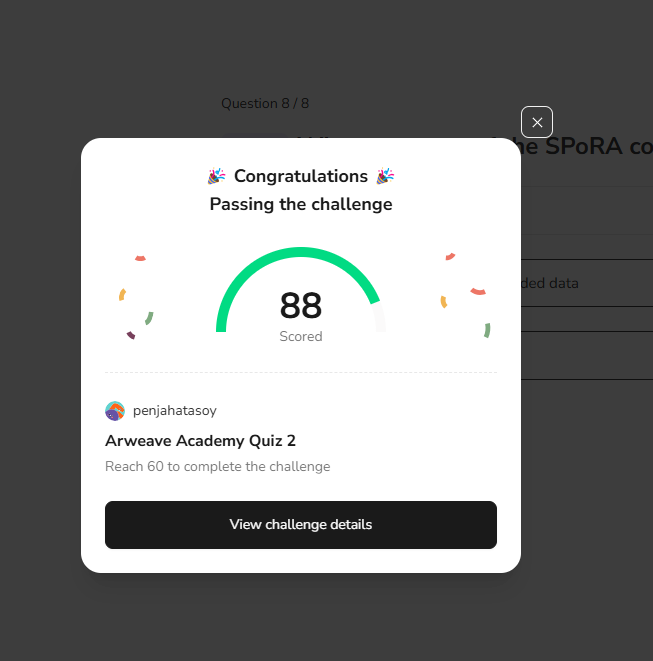 Question 8 / 8
he SPoRA co
Congratulations
Passing the challenge
ded data
88
Scored
penjahatasoy
Arweave Academy Quiz 2
Reach 60 to complete the challenge
View challenge details